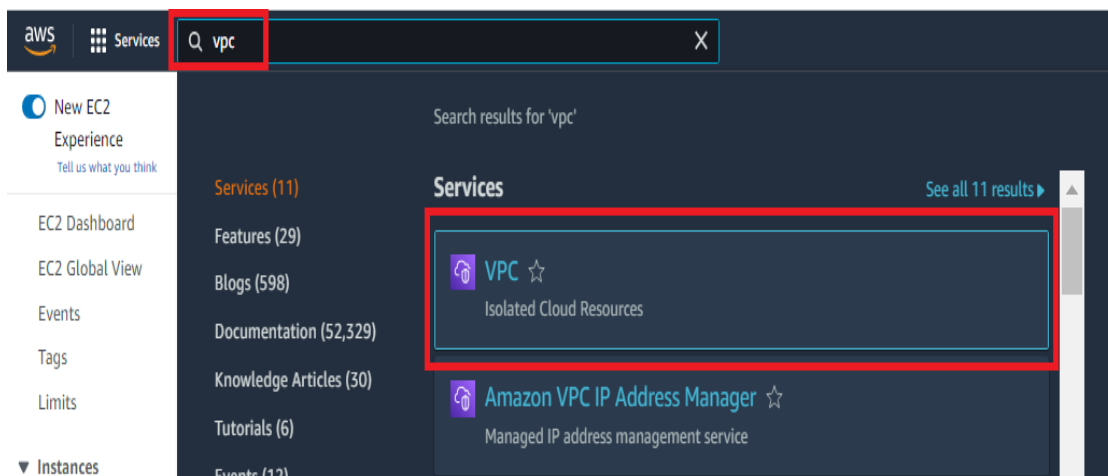 aws
Services
vpc
X
New EC2
Experience
Tell us what you think
EC2 Dashboard
EC2 Global View
Events
Tags
Limits
Instances
Search results for 'vpc'
Services (11)
Features (29)
Blogs (598)
Documentation (52,329)
Knowledge Articles (30)
Tutorials (6)
Events (12)
Services
See all 11 results
VPC
Isolated Cloud Resources
Amazon VPC IP Address Manager
Managed IP address management service